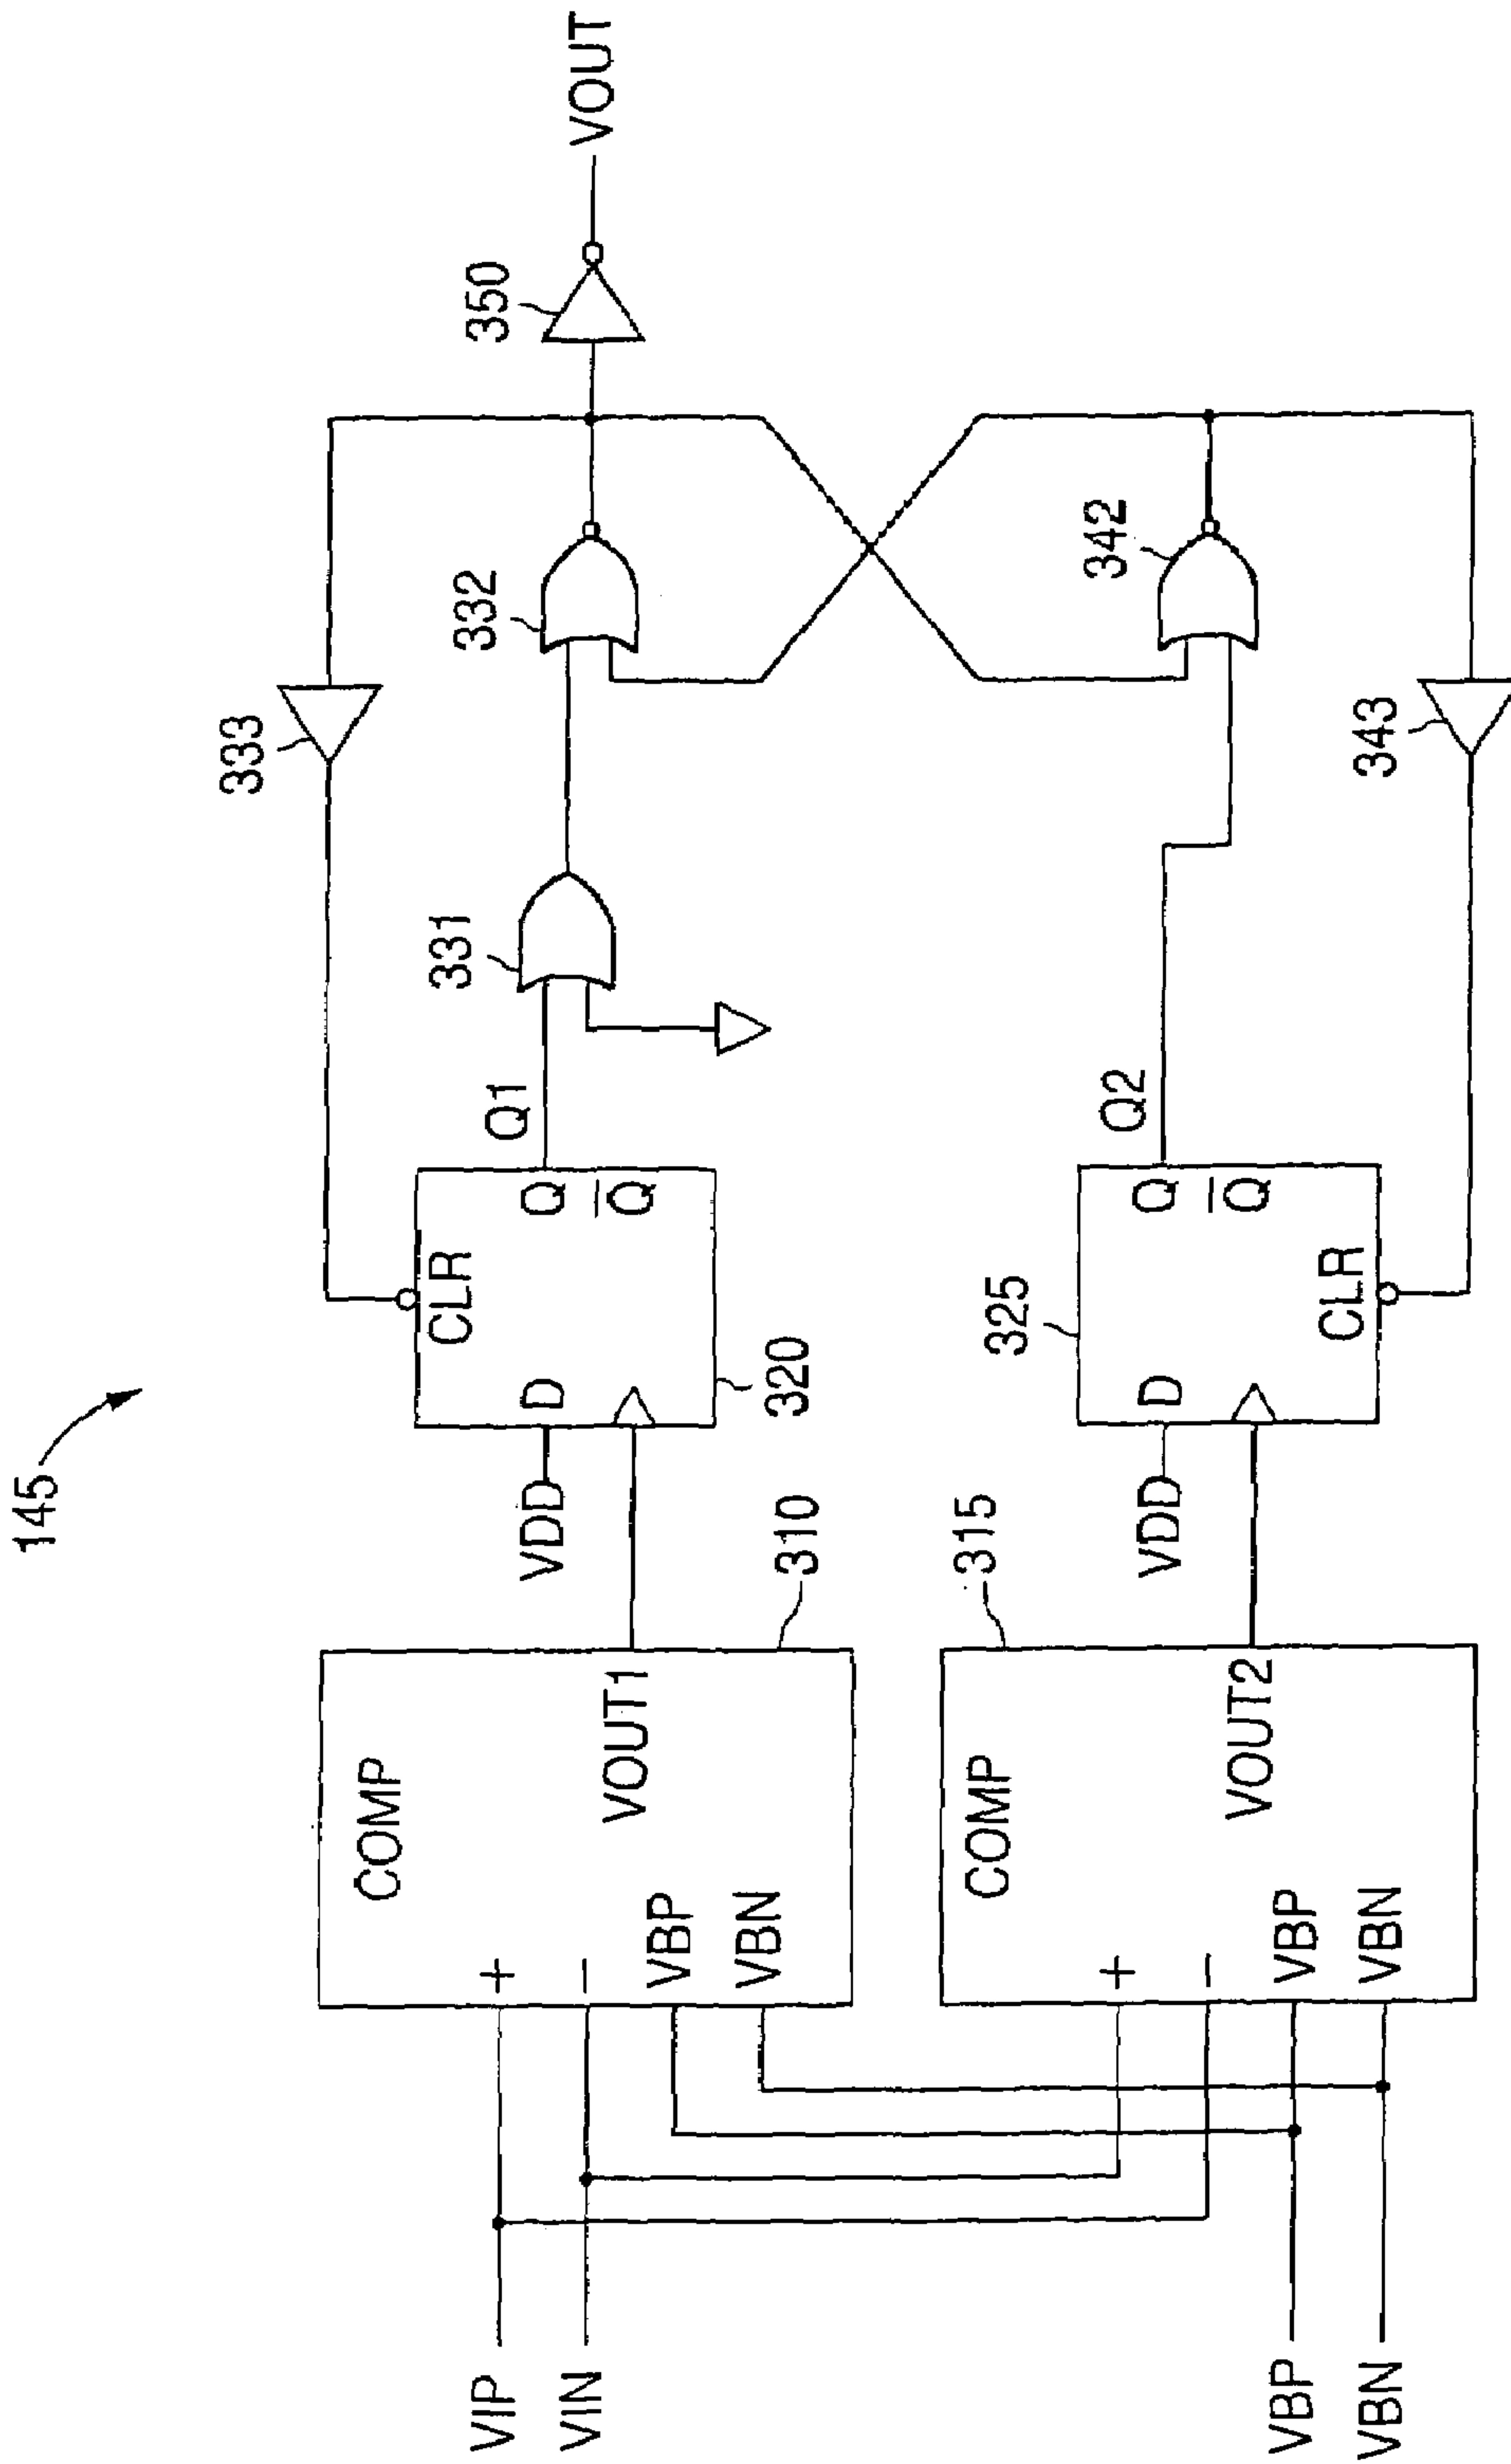 145
VIP
VIN
VBP
VBN
COMP
+
−
VBP
VBN
VOUT1
310
COMP
+
−
VBP
VBN
VOUT2
315
VDD
D
CLR
Q
Q
320
Q1
VDD
D
CLR
Q
Q
325
Q2
331
332
333
342
343
350
VOUT